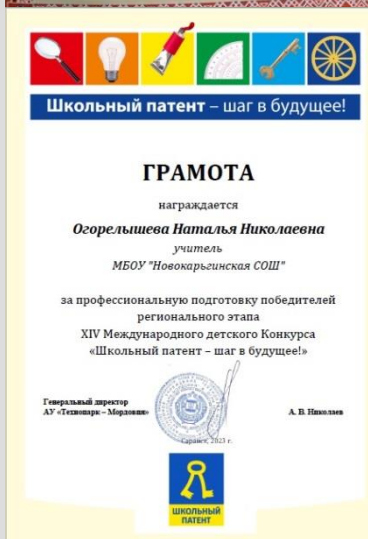 Школьный патент – шаг в будущее!
ГРАМОТА
награждается
Огорельшева Наталья Николаевна
учитель
МБОУ "Новокарьгинская СОШ"
за профессиональную подготовку победителей
регионального этапа
XIV Международного детского Конкурса
«Школьный патент – шаг в будущее!»
Генеральный директор
АУ «Технопарк – Мордовия»
А. В. Николаев
Саранск, 2023 г.
ШКОЛЬНЫЙ
ПАТЕНТ